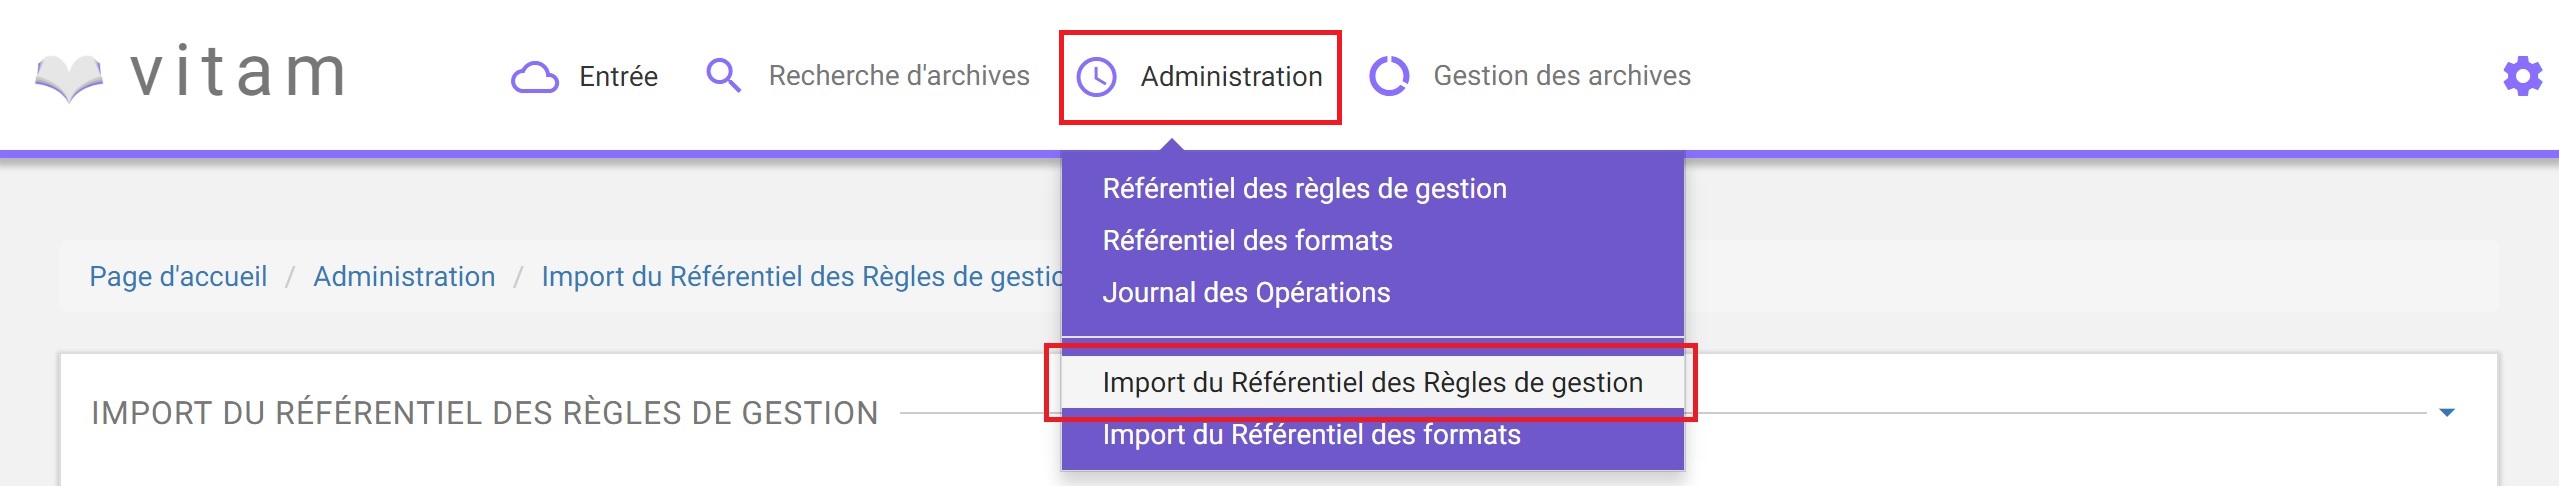 vitam
Entrée
Recherche d'archives
Administration
Gestion des archives
Référentiel des règles de gestion
Référentiel des formats
Journal des Opérations
Import du Référentiel des Règles de gestion
Import du Référentiel des formats
Page d'accueil / Administration / Import du Référentiel des Règles de gestio
IMPORT DU RÉFÉRENTIEL DES RÈGLES DE GESTION